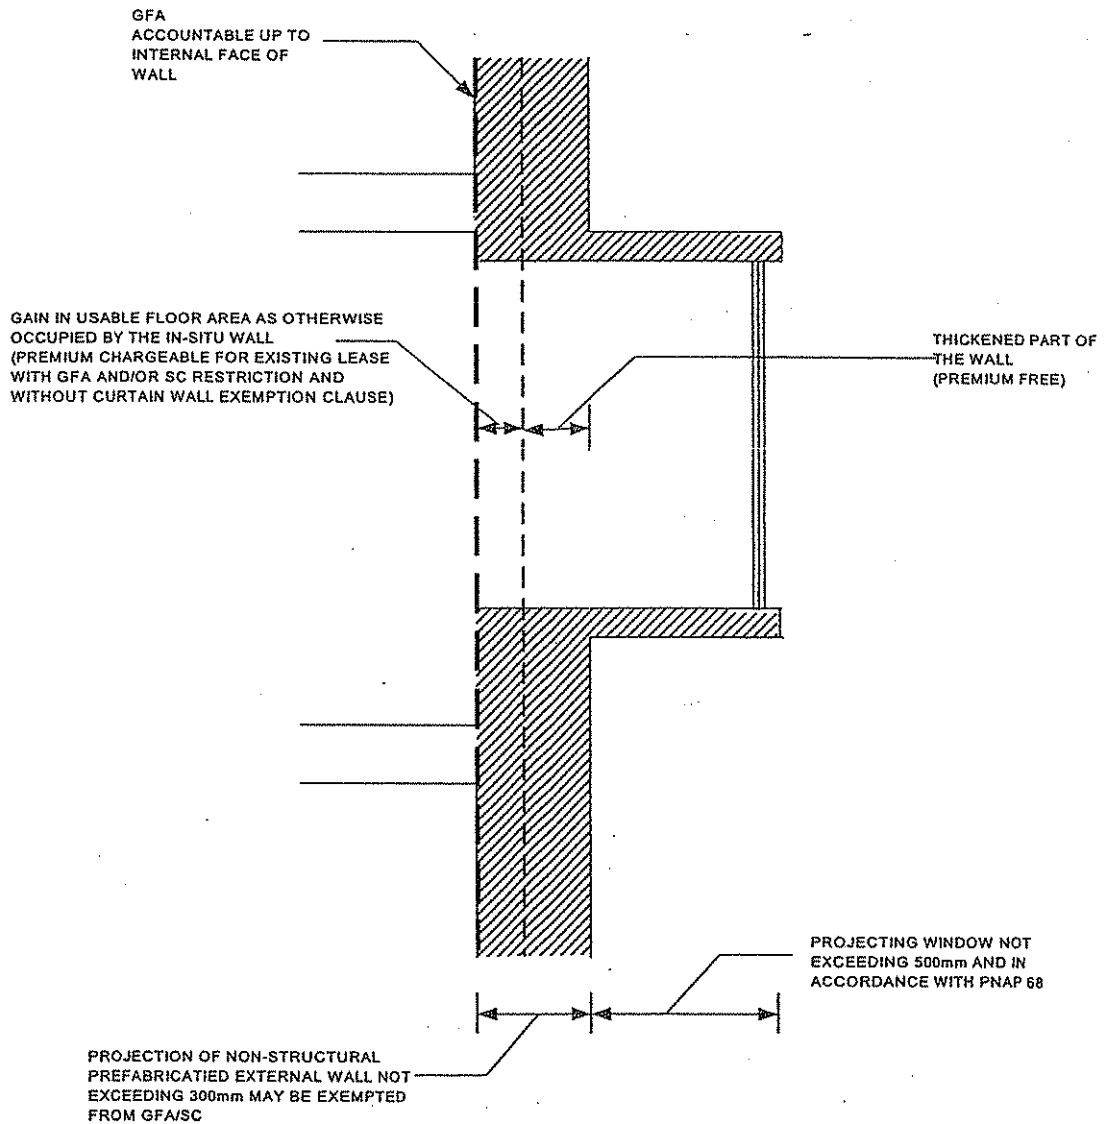 GFA
ACCOUNTABLE UP TO
INTERNAL FACE OF
WALL
GAIN IN USABLE FLOOR AREA AS OTHERWISE
OCCUPIED BY THE IN-SITU WALL
(PREMIUM CHARGEABLE FOR EXISTING LEASE
WITH GFA AND/OR SC RESTRICTION AND
WITHOUT CURTAIN WALL EXEMPTION CLAUSE)
THICKENED PART OF
THE WALL
(PREMIUM FREE)
PROJECTING WINDOW NOT
EXCEEDING 500mm AND IN
ACCORDANCE WITH PNAP 68
PROJECTION OF NON-STRUCTURAL
PREFABRICATIED EXTERNAL WALL NOT
EXCEEDING 300mm MAY BE EXEMPTED
FROM GFA/SC